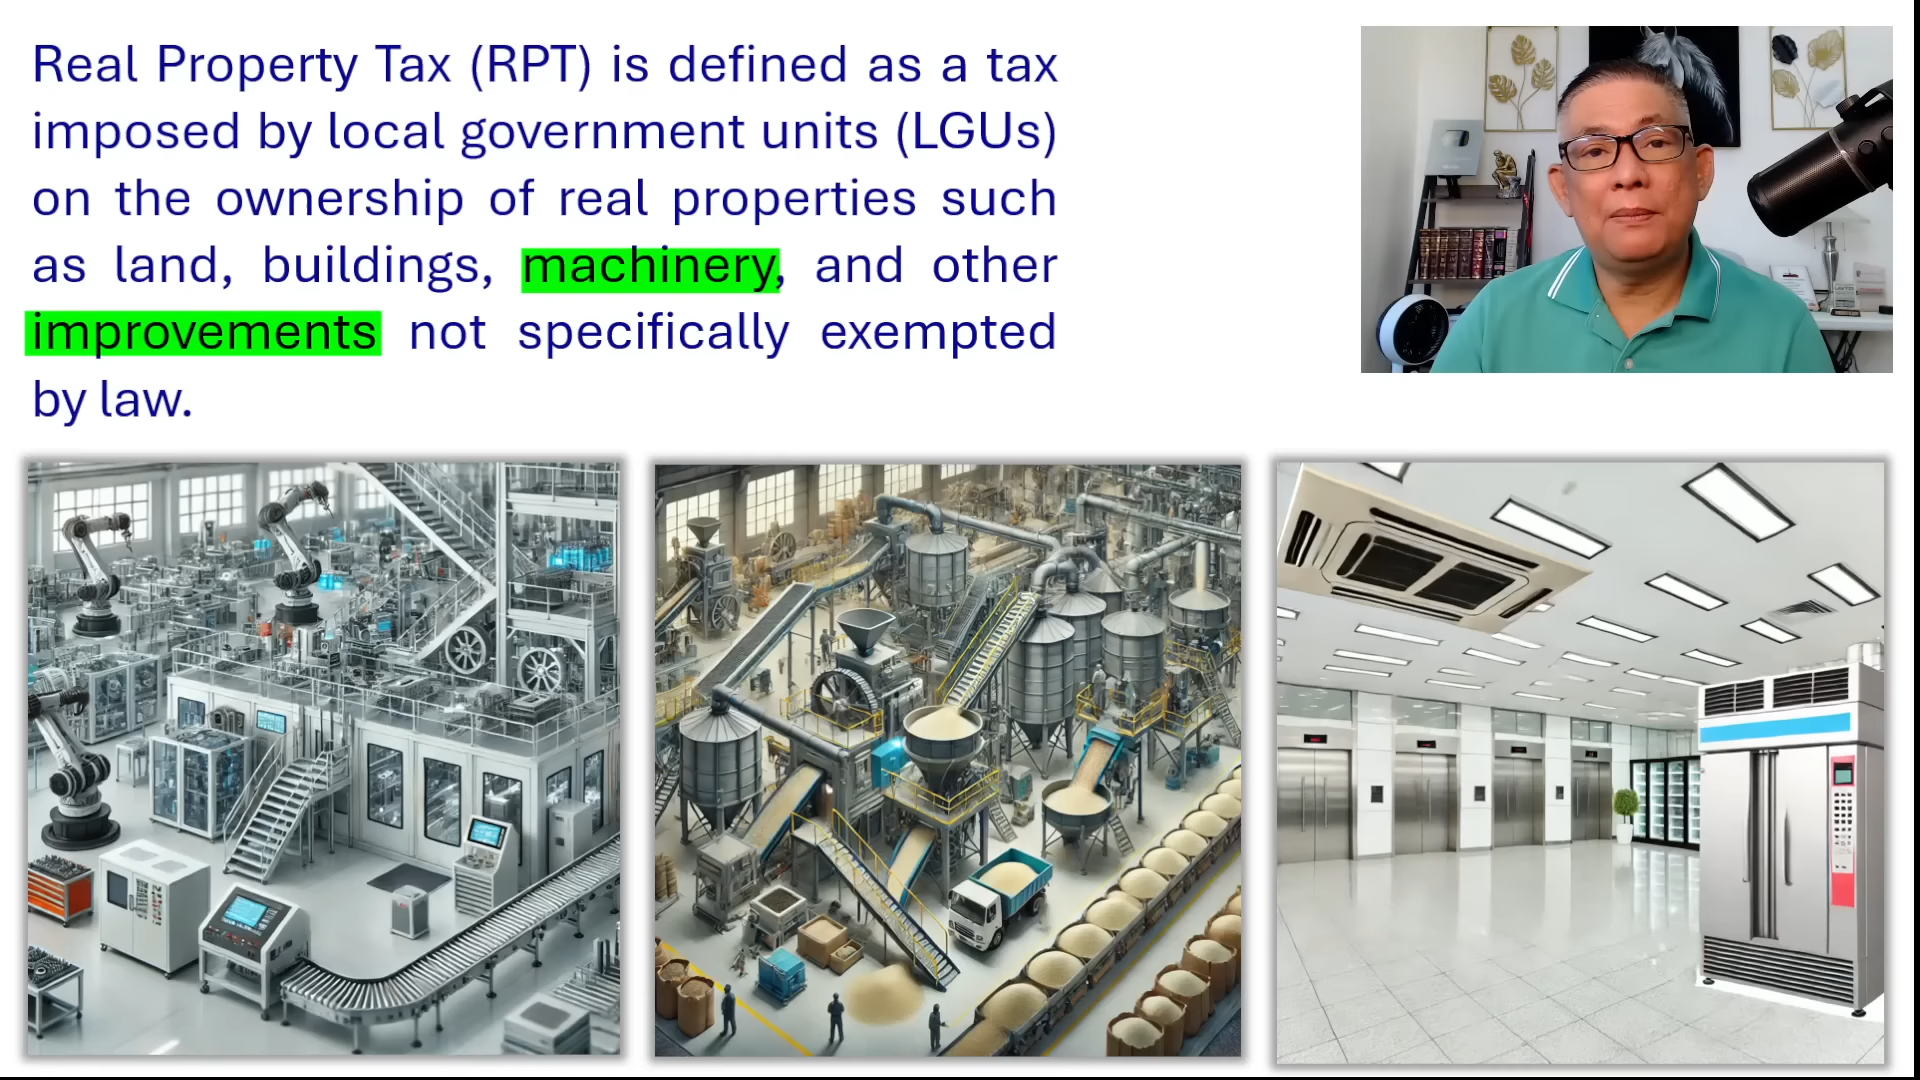 Real Property Tax (RPT) is defined as a tax
imposed by local government units (LGUs)
on the ownership of real properties such
as land, buildings, machinery, and other
improvements not specifically exempted
by law.